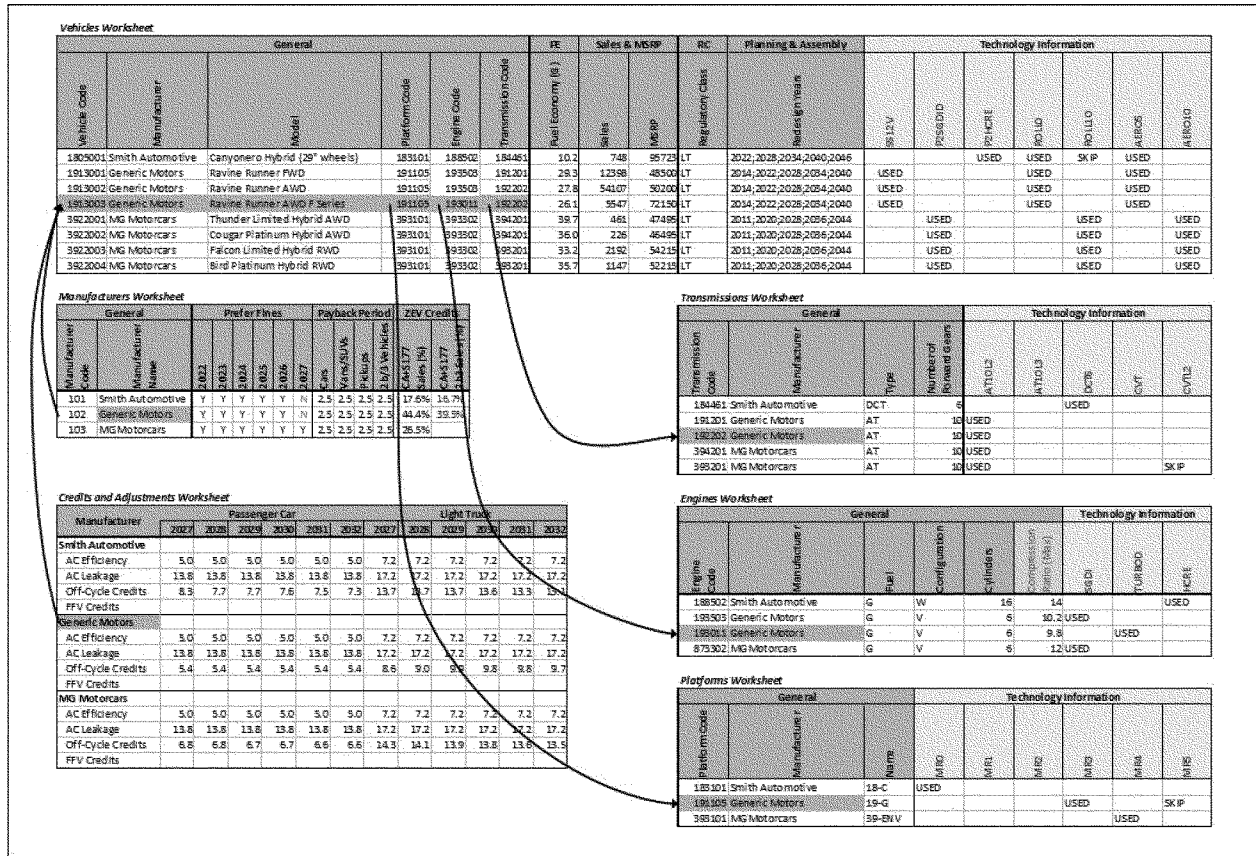 Vehicles Worksheet
General FE Sales & MSRP RC Planning & Assembly Technology Information
Vehicle Code Manufacturer Model Platform Code Engine Code Transmission Code Fuel Economy (G) Sales MSRP Regulatory Class Redesign Years SS12V P2SGDID P2HCRE ROLL0 AERO5 AERO10
1805001 Smith Automotive Canyonero Hybrid (29" wheels) 183101 188502 184461 10.2 748 95723 LT 2022;2028;2034;2040;2046 USED USED SKIP USED
1913001 Generic Motors Ravine Runner FWD 191105 193503 191201 29.3 12398 48500 LT 2014;2022;2028;2034;2040 USED USED USED
1913002 Generic Motors Ravine Runner AWD 191105 193503 192202 27.8 54107 50200 LT 2014;2022;2028;2034;2040 USED USED USED
1913003 Generic Motors Ravine Runner AWD F Series 191105 193011 192202 26.1 5547 72150 LT 2014;2022;2028;2034;2040 USED USED USED
3922001 MG Motorcars Thunder Limited Hybrid AWD 393101 393302 394201 39.7 461 47495 LT 2011;2020;2028;2036;2044 USED USED USED
3922002 MG Motorcars Cougar Platinum Hybrid AWD 393101 393302 394201 36.0 226 46495 LT 2011;2020;2028;2036;2044 USED USED USED
3922003 MG Motorcars Falcon Limited Hybrid RWD 393101 393302 393201 33.2 2192 54215 LT 2011;2020;2028;2036;2044 USED USED USED
3922004 MG Motorcars Bird Platinum Hybrid RWD 393101 393302 393201 35.7 1147 52215 LT 2011;2020;2028;2036;2044 USED USED USED
Manufacturers Worksheet
General Prefer Fines Payback Period ZEV Credits
Manufacturer Code Manufacturer Name 2022 2023 2024 2025 2026 2027 Cars Vans/SUVs Pickups 2b/3 Vehicles CA+S177 Sales (%) CA+S177
101 Smith Automotive Y Y Y Y Y N 2.5 2.5 2.5 2.5 17.6% 16.7%
102 Generic Motors Y Y Y Y Y N 2.5 2.5 2.5 2.5 44.4% 39.9%
103 MG Motorcars Y Y Y Y Y Y 2.5 2.5 2.5 2.5 26.5%
Transmissions Worksheet
General Technology Information
Transmission Code Manufacturer Type Number of Forward Gears AT10L2 AT10L3 DCT6 CVT CVTL2
184461 Smith Automotive DCT 6 USED
191201 Generic Motors AT 10 USED
192202 Generic Motors AT 10 USED
394201 MG Motorcars AT 10 USED
393201 MG Motorcars AT 10 USED SKIP
Credits and Adjustments Worksheet
Manufacturer Passenger Car Light Truck
2027 2028 2029 2030 2031 2032 2027 2028 2029 2030 2031 2032
Smith Automotive
AC Efficiency 5.0 5.0 5.0 5.0 5.0 5.0 7.2 7.2 7.2 7.2 7.2 7.2
AC Leakage 13.8 13.8 13.8 13.8 13.8 13.8 17.2 17.2 17.2 17.2 17.2 17.2
Off-Cycle Credits 8.3 7.7 7.7 7.6 7.5 7.3 13.7 13.7 13.7 13.6 13.3
FFV Credits
Generic Motors
AC Efficiency 5.0 5.0 5.0 5.0 5.0 5.0 7.2 7.2 7.2 7.2 7.2 7.2
AC Leakage 13.8 13.8 13.8 13.8 13.8 13.8 17.2 17.2 17.2 17.2 17.2 17.2
Off-Cycle Credits 5.4 5.4 5.4 5.4 5.4 5.4 8.6 9.0 9.9 9.8 9.8 9.7
FFV Credits
MG Motorcars
AC Efficiency 5.0 5.0 5.0 5.0 5.0 5.0 7.2 7.2 7.2 7.2 7.2 7.2
AC Leakage 13.8 13.8 13.8 13.8 13.8 13.8 17.2 17.2 17.2 17.2 17.2 17.2
Off-Cycle Credits 6.8 6.8 6.7 6.7 6.6 6.6 14.3 14.1 13.9 13.8 13.6 13.5
FFV Credits
Engines Worksheet
General Technology Information
Engine Code Manufacturer Fuel Configuration Cylinders Compression Ratio (Max) SGDI TURBOD HCRE
188502 Smith Automotive G W 16 14 USED
193503 Generic Motors G V 6 10.2 USED
193011 Generic Motors G V 6 9.8 USED
873302 MG Motorcars G V 6 12 USED
Platforms Worksheet
General Technology Information
Platform Code Manufacturer Name MR0 MR1 MR2 MR3 MR4 MR5
183101 Smith Automotive 18-C USED
191105 Generic Motors 19-G USED SKIP
393101 MG Motorcars 39-ENV USED